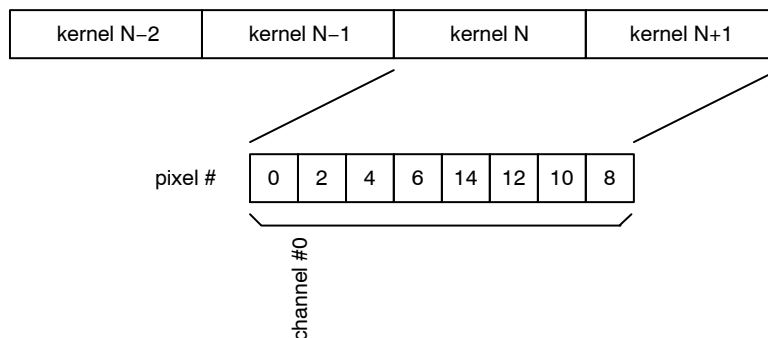 kernel N−2 kernel N−1 kernel N kernel N+1
pixel # 0 2 4 6 14 12 10 8
channel #0